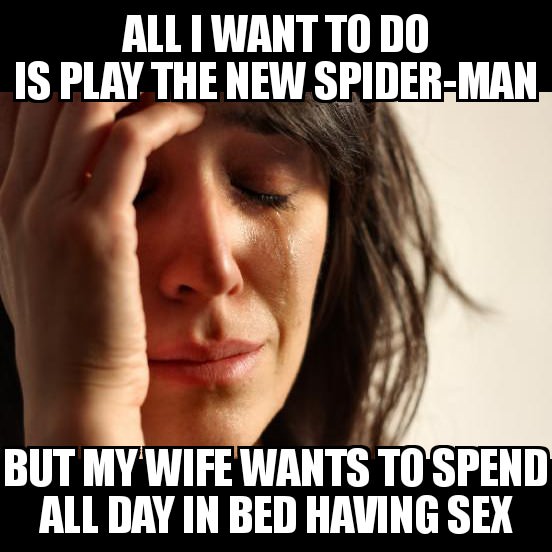 ALL I WANT TO DO
IS PLAY THE NEW SPIDER-MAN
BUT MY WIFE WANTS TO SPEND
ALL DAY IN BED HAVING SEX